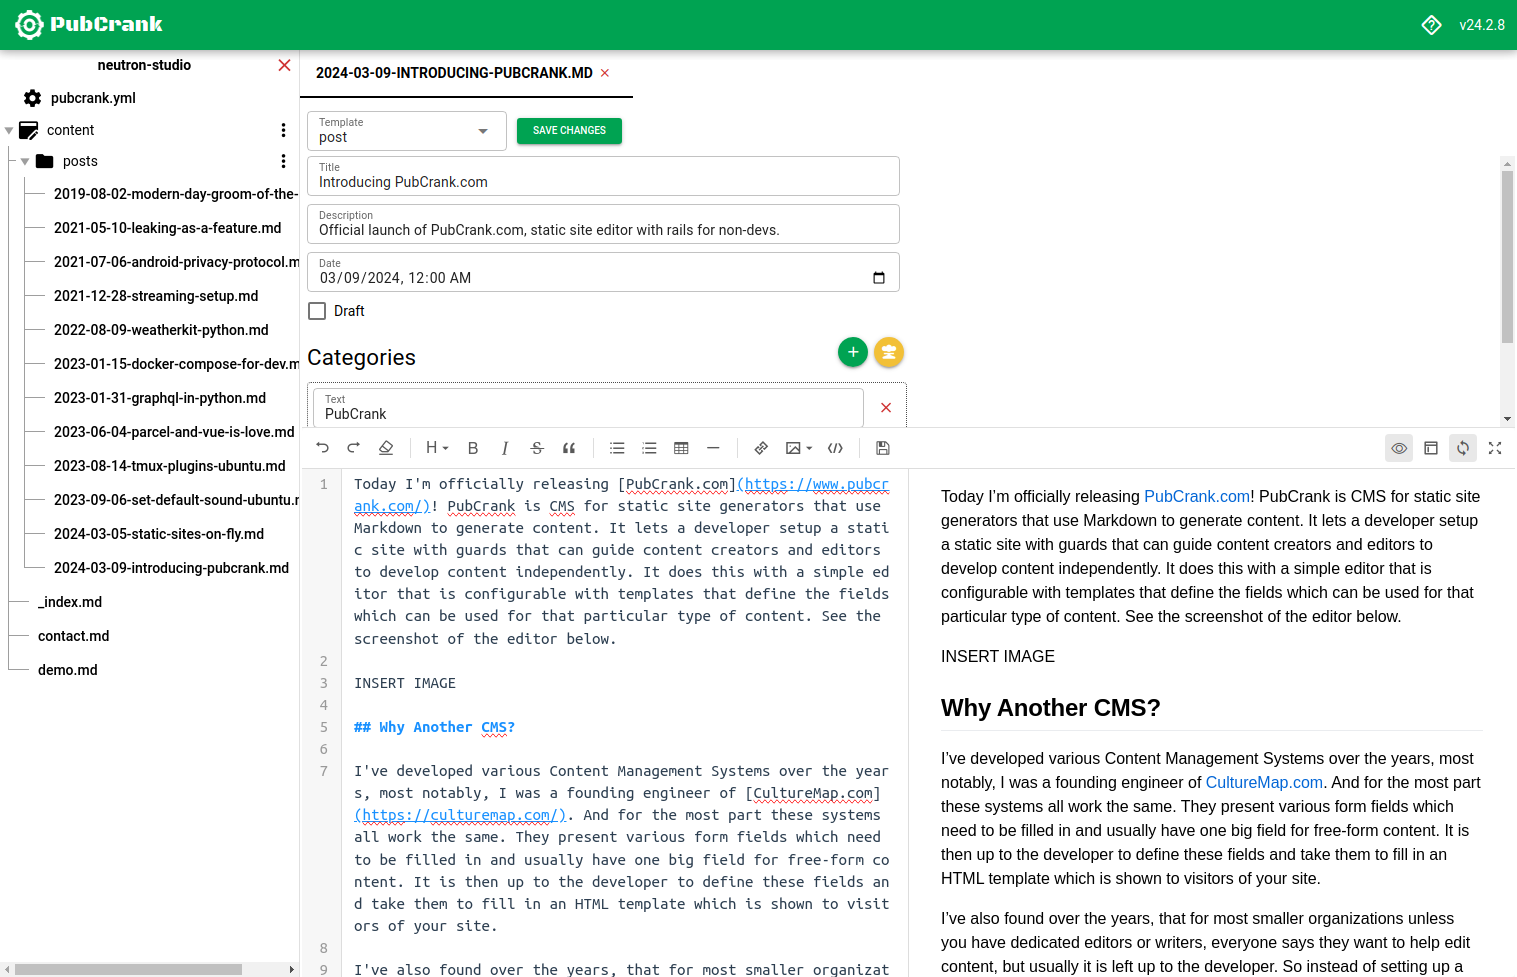 PubCrank
v24.2.8
neutron-studio
pubcrank.yml
content
posts
2019-08-02-modern-day-groom-of-the-
2021-05-10-leaking-as-a-feature.md
2021-07-06-android-privacy-protocol.m
2021-12-28-streaming-setup.md
2022-08-09-weatherkit-python.md
2023-01-15-docker-compose-for-dev.m
2023-01-31-graphql-in-python.md
2023-06-04-parcel-and-vue-is-love.md
2023-08-14-tmux-plugins-ubuntu.md
2023-09-06-set-default-sound-ubuntu.r
2024-03-05-static-sites-on-fly.md
2024-03-09-introducing-pubcrank.md
_index.md
contact.md
demo.md
2024-03-09-INTRODUCING-PUBCRANK.MD
Template
post
SAVE CHANGES
Title
Introducing PubCrank.com
Description
Official launch of PubCrank.com, static site editor with rails for non-devs.
Date
03/09/2024, 12:00 AM
Draft
Categories
Text
PubCrank
H
B
I
S
1
Today I'm officially releasing [PubCrank.com](https://www.pubcr
ank.com/)! PubCrank is CMS for static site generators that use
Markdown to generate content. It lets a developer setup a stati
c site with guards that can guide content creators and editors
to develop content independently. It does this with a simple ed
itor that is configurable with templates that define the fields
which can be used for that particular type of content. See the
screenshot of the editor below.
2
3
INSERT IMAGE
4
5
## Why Another CMS?
6
7
I've developed various Content Management Systems over the year
s, most notably, I was a founding engineer of [CultureMap.com]
(https://culturemap.com/). And for the most part these systems
all work the same. They present various form fields which need
to be filled in and usually have one big field for free-form co
ntent. It is then up to the developer to define these fields an
d take them to fill in an HTML template which is shown to visit
ors of your site.
8
9
I've also found over the years, that for most smaller organizat
Today I'm officially releasing PubCrank.com! PubCrank is CMS for static site
generators that use Markdown to generate content. It lets a developer setup
a static site with guards that can guide content creators and editors to
develop content independently. It does this with a simple editor that is
configurable with templates that define the fields which can be used for that
particular type of content. See the screenshot of the editor below.
INSERT IMAGE
Why Another CMS?
I've developed various Content Management Systems over the years, most
notably, I was a founding engineer of CultureMap.com. And for the most part
these systems all work the same. They present various form fields which
need to be filled in and usually have one big field for free-form content. It is
then up to the developer to define these fields and take them to fill in an
HTML template which is shown to visitors of your site.
I've also found over the years, that for most smaller organizations unless
you have dedicated editors or writers, everyone says they want to help edit
content, but usually it is left up to the developer. So instead of setting up a